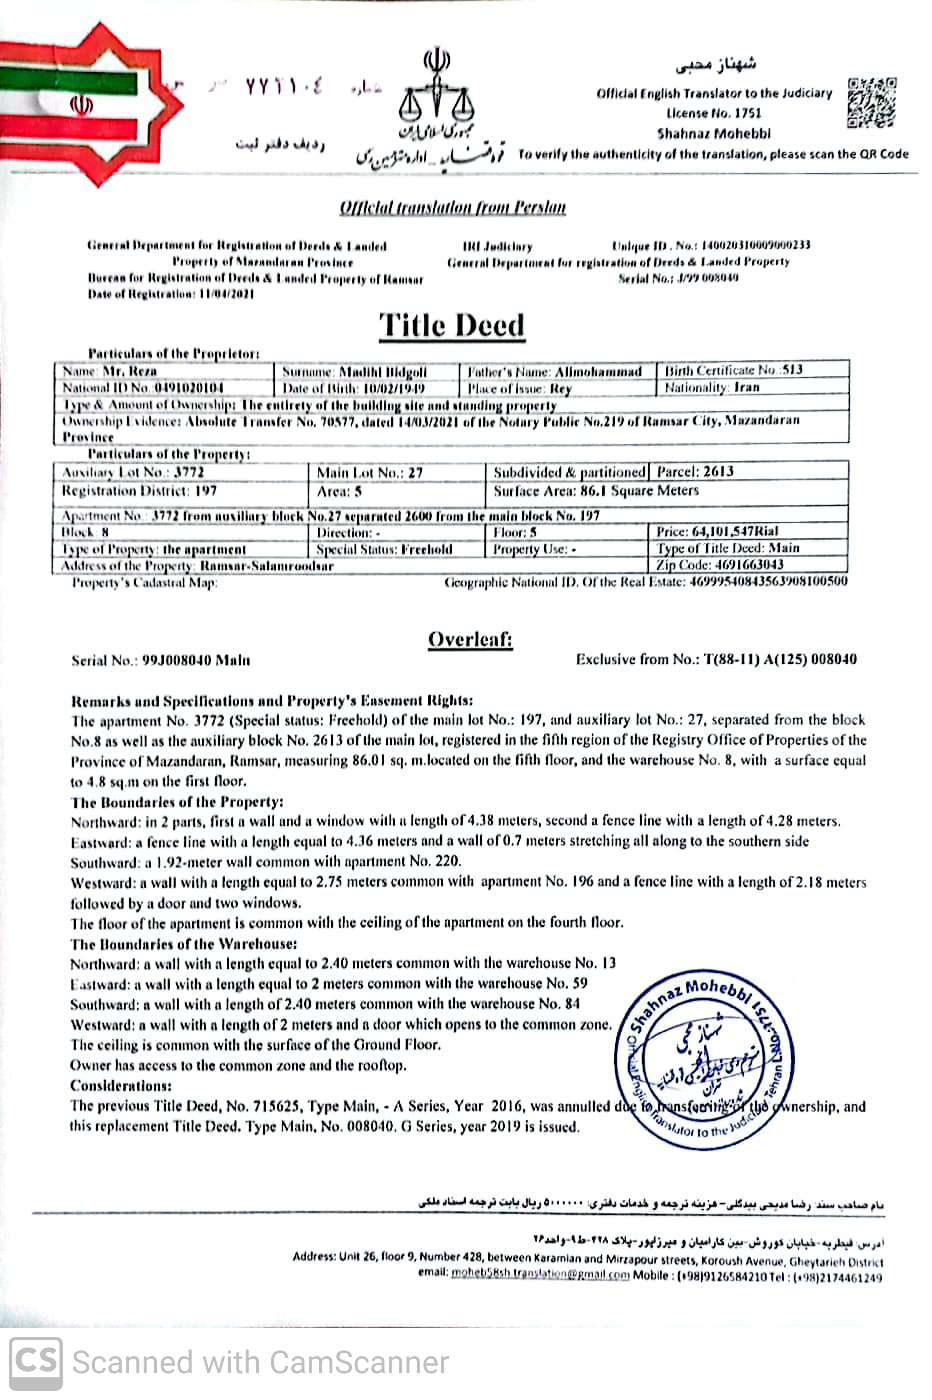 شماره ۷۷۲۱۰٤
ردیف دفتر ثبت
جمهوری اسلامی ایران
شهناز محبی
Official English Translator to the Judiciary
License No. 1751
Shahnaz Mohebbi
To verify the authenticity of the translation, please scan the QR Code
Official translation from Persian
General Department for Registration of Deeds & Landed
Property of Mazandaran Province
Bureau for Registration of Deeds & Landed Property of Ramsar
Date of Registration: 11/04/2021
IRI Judiciary
General Department for registration of Deeds & Landed Property
Unique ID . No.: 140020310009000233
Serial No.: J/99 008040
Title Deed
Particulars of the Proprietor:
Name: Mr. Reza Surname: Madihi Bidgoli Father's Name: Alimohammad Birth Certificate No.:513
National ID No. 0491020104 Date of Birth: 10/02/1949 Place of Issue: Rey Nationality: Iran
Type & Amount of Ownership: The entirety of the building site and standing property
Ownership Evidence: Absolute Transfer No. 70577, dated 14/03/2021 of the Notary Public No.219 of Ramsar City, Mazandaran
Province
Particulars of the Property:
Auxiliary Lot No.: 3772 Main Lot No.: 27 Subdivided & partitioned Parcel: 2613
Registration District: 197 Area: 5 Surface Area: 86.1 Square Meters
Apartment No.: 3772 from auxiliary block No.27 separated 2600 from the main block No. 197
Block: 8 Direction: - Floor: 5 Price: 64,101,547Rial
Type of Property: the apartment Special Status: Freehold Property Use: - Type of Title Deed: Main
Address of the Property: Ramsar-Salamroodsar Zip Code: 4691663043
Property's Cadastral Map: Geographic National ID. Of the Real Estate: 46999540843563908100500
Overleaf:
Serial No.: 99J008040 Main Exclusive from No.: T(88-11) A(125) 008040
Remarks and Specifications and Property's Easement Rights:
The apartment No. 3772 (Special status: Freehold) of the main lot No.: 197, and auxiliary lot No.: 27, separated from the block
No.8 as well as the auxiliary block No. 2613 of the main lot, registered in the fifth region of the Registry Office of Properties of the
Province of Mazandaran, Ramsar, measuring 86.01 sq. m.located on the fifth floor, and the warehouse No. 8, with a surface equal
to 4.8 sq.m on the first floor.
The Boundaries of the Property:
Northward: in 2 parts, first a wall and a window with a length of 4.38 meters, second a fence line with a length of 4.28 meters.
Eastward: a fence line with a length equal to 4.36 meters and a wall of 0.7 meters stretching all along to the southern side
Southward: a 1.92-meter wall common with apartment No. 220.
Westward: a wall with a length equal to 2.75 meters common with apartment No. 196 and a fence line with a length of 2.18 meters
followed by a door and two windows.
The floor of the apartment is common with the ceiling of the apartment on the fourth floor.
The Boundaries of the Warehouse:
Northward: a wall with a length equal to 2.40 meters common with the warehouse No. 13
Eastward: a wall with a length equal to 2 meters common with the warehouse No. 59
Southward: a wall with a length of 2.40 meters common with the warehouse No. 84
Westward: a wall with a length of 2 meters and a door which opens to the common zone.
The ceiling is common with the surface of the Ground Floor.
Owner has access to the common zone and the rooftop.
Considerations:
The previous Title Deed, No. 715625, Type Main, - A Series, Year 2016, was annulled due to transferring of the ownership, and
this replacement Title Deed. Type Main, No. 008040. G Series, year 2019 is issued.
Shahnaz Mohebbi
Official English Translator to the Judiciary Tehran
شهناز محبی
تهران
نام صاحب سند: رضا مدیحی بیدگلی- هزینه ترجمه و خدمات دفتری: ۵۰۰۰۰۰۰ ریال بابت ترجمه اسناد ملکی
آدرس: قیطریه-خیابان کوروش-بین کارامیان و میرزاپور-پلاک ۴۲۸-ط۹-واحد۲۶
Address: Unit 26, floor 9, Number 428, between Karamian and Mirzapour streets, Koroush Avenue, Gheytarieh District
email: moheb58sh.translation@gmail.com Mobile : (+98)9126584210 Tel : (+98)2174461249
CS Scanned with CamScanner